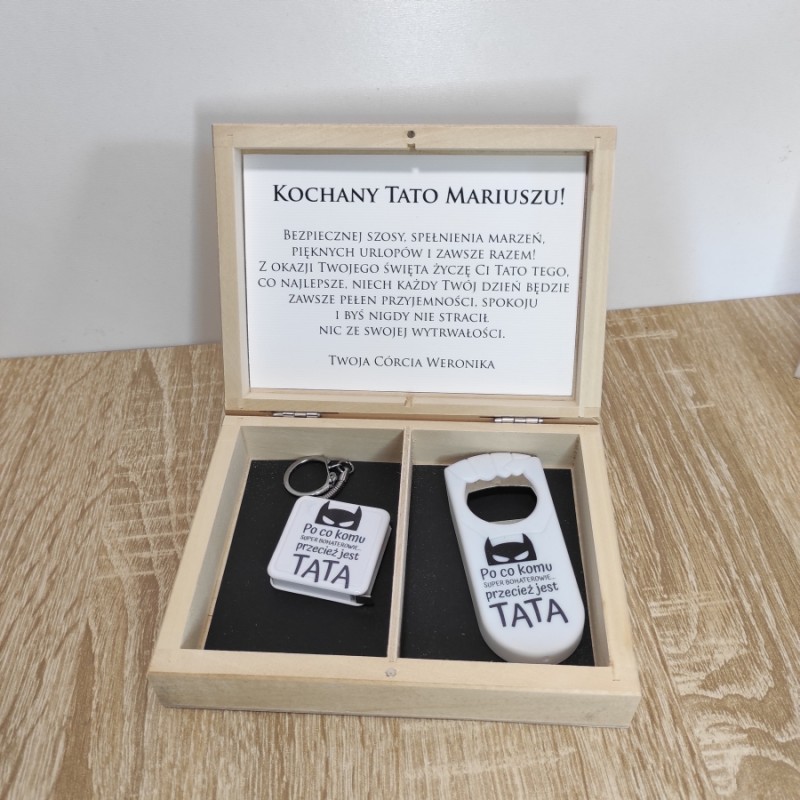 KOCHANY TATO MARIUSZU!
BEZPIECZNEJ SZOSY, SPEŁNIENIA MARZEŃ,
PIĘKNYCH URLOPÓW I ZAWSZE RAZEM!
Z OKAZJI TWOJEGO ŚWIĘTA ŻYCZĘ CI TATO TEGO,
CO NAJLEPSZE, NIECH KAŻDY TWÓJ DZIEŃ BĘDZIE
ZAWSZE PEŁEN PRZYJEMNOŚCI, SPOKOJU
I BYŚ NIGDY NIE STRACIŁ
NIC ZE SWOJEJ WYTRWAŁOŚCI.
TWOJA CÓRCIA WERONIKA
Po co komu
SUPER BOHATEROWIE...
przecież jest
TATA
Po co komu
SUPER BOHATEROWIE...
przecież jest
TATA